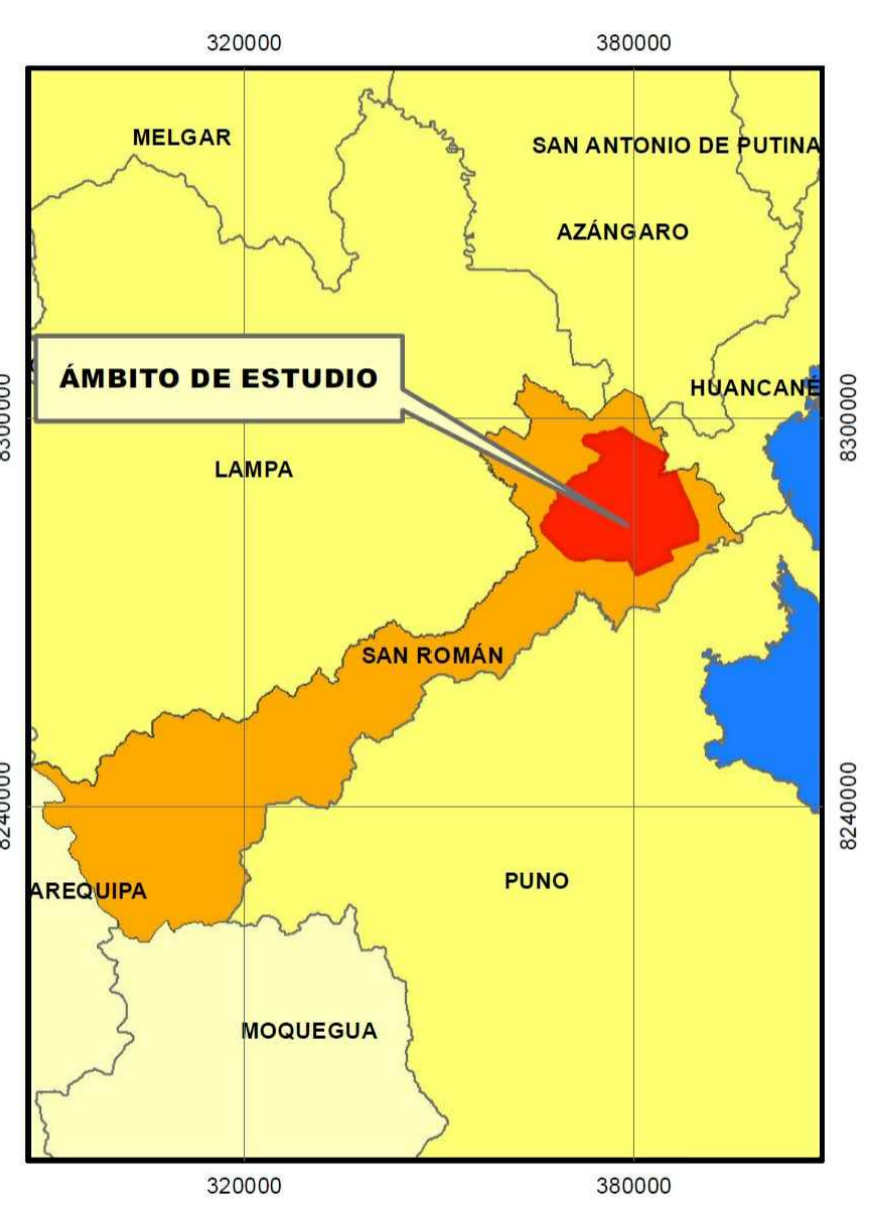 320000 380000
MELGAR
SAN ANTONIO DE PUTINA
AZÁNGARO
ÁMBITO DE ESTUDIO
HUANCANÉ
8300000 8300000
LAMPA
SAN ROMÁN
8240000 8240000
PUNO
AREQUIPA
MOQUEGUA
320000 380000